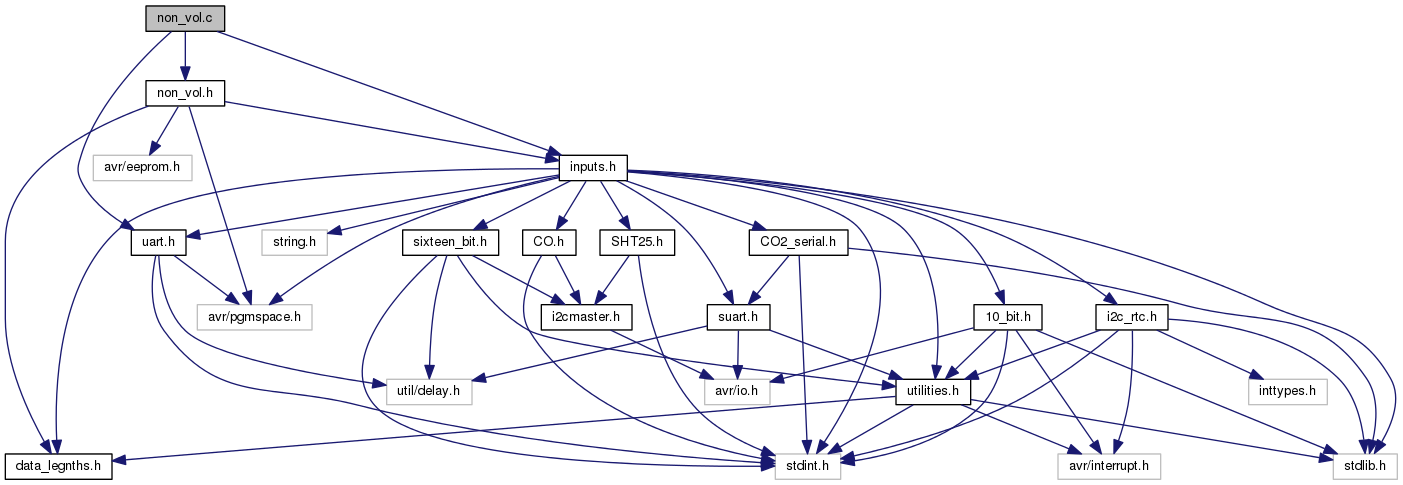 non_vol.c
non_vol.h
avr/eeprom.h
inputs.h
uart.h
string.h
sixteen_bit.h
CO.h
SHT25.h
CO2_serial.h
avr/pgmspace.h
i2cmaster.h
suart.h
10_bit.h
i2c_rtc.h
util/delay.h
avr/io.h
utilities.h
inttypes.h
data_legnths.h
stdint.h
avr/interrupt.h
stdlib.h